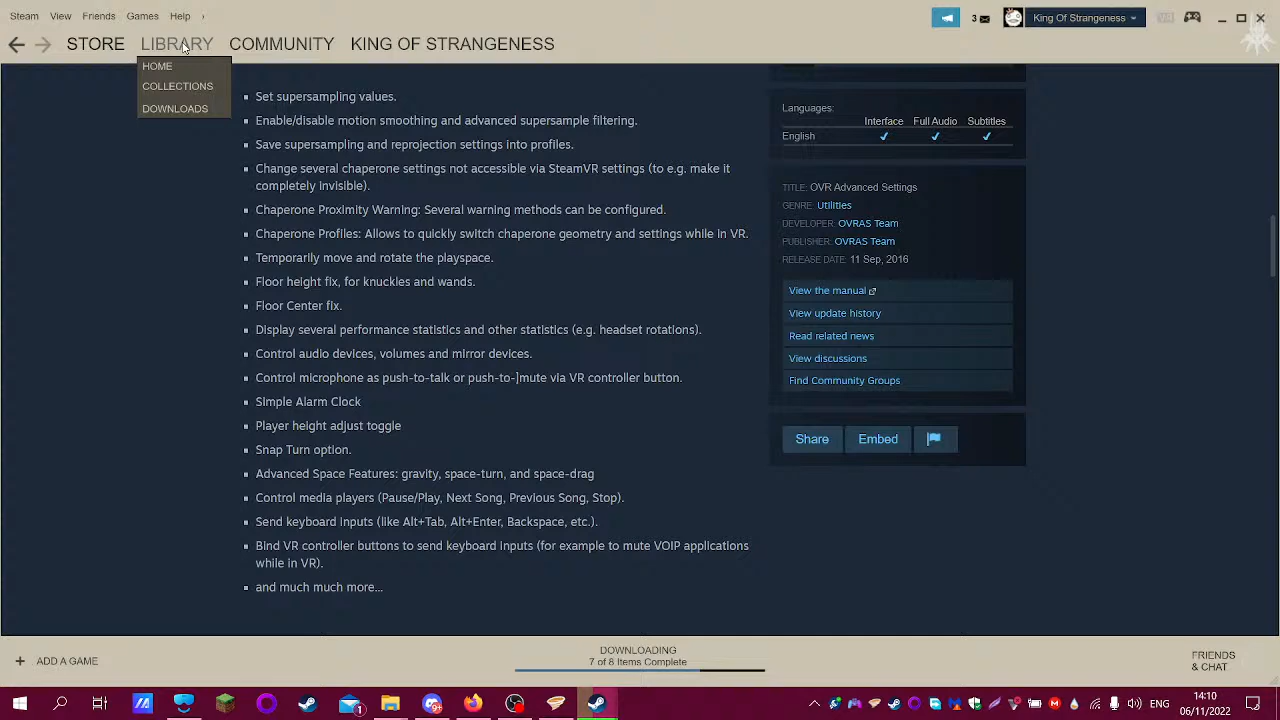 Steam View Friends Games Help ›
3 King Of Strangeness
STORE LIBRARY COMMUNITY KING OF STRANGENESS
HOME
COLLECTIONS
DOWNLOADS
Set supersampling values.
Enable/disable motion smoothing and advanced supersample filtering.
Save supersampling and reprojection settings into profiles.
Change several chaperone settings not accessible via SteamVR settings (to e.g. make it
completely invisible).
Chaperone Proximity Warning: Several warning methods can be configured.
Chaperone Profiles: Allows to quickly switch chaperone geometry and settings while in VR.
Temporarily move and rotate the playspace.
Floor height fix, for knuckles and wands.
Floor Center fix.
Display several performance statistics and other statistics (e.g. headset rotations).
Control audio devices, volumes and mirror devices.
Control microphone as push-to-talk or push-to-]mute via VR controller button.
Simple Alarm Clock
Player height adjust toggle
Snap Turn option.
Advanced Space Features: gravity, space-turn, and space-drag
Control media players (Pause/Play, Next Song, Previous Song, Stop).
Send keyboard inputs (like Alt+Tab, Alt+Enter, Backspace, etc.).
Bind VR controller buttons to send keyboard inputs (for example to mute VOIP applications
while in VR).
and much much more...
Languages:
Interface Full Audio Subtitles
English ✔ ✔ ✔
TITLE: OVR Advanced Settings
GENRE: Utilities
DEVELOPER: OVRAS Team
PUBLISHER: OVRAS Team
RELEASE DATE: 11 Sep, 2016
View the manual
View update history
Read related news
View discussions
Find Community Groups
Share Embed
+ ADD A GAME
DOWNLOADING
7 of 8 Items Complete
FRIENDS
& CHAT
1
ENG
14:10
06/11/2022